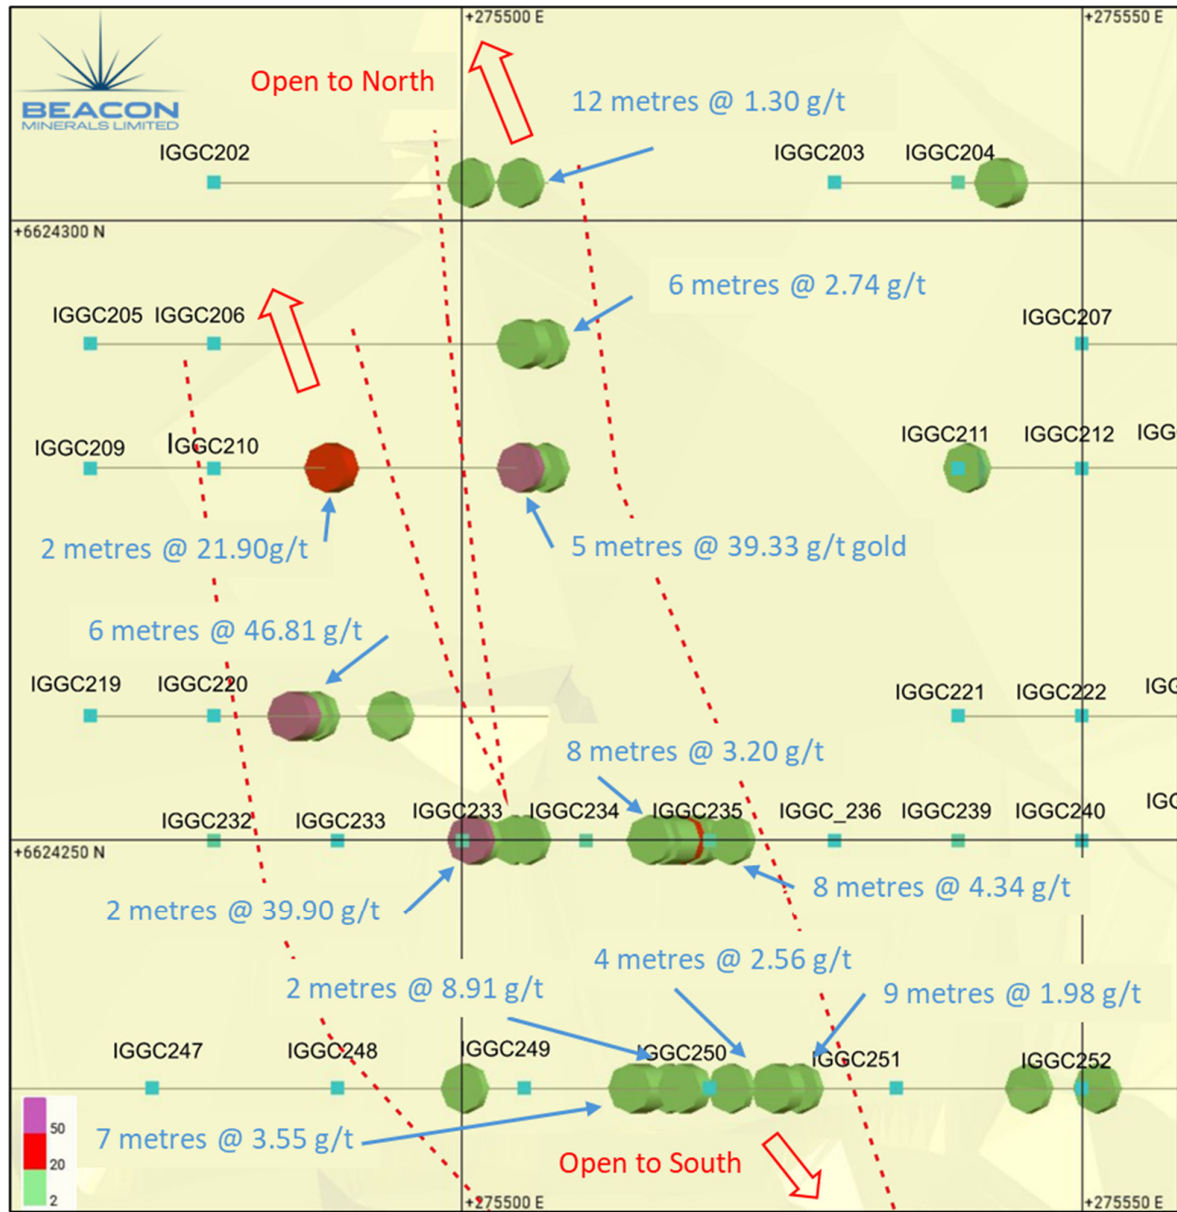 +275500 E
+275550 E
BEACON
MINERALS LIMITED
Open to North
12 metres @ 1.30 g/t
IGGC202
IGGC203
IGGC204
+6624300 N
6 metres @ 2.74 g/t
IGGC205
IGGC206
IGGC207
IGGC209
IGGC210
IGGC211
IGGC212
IGG
2 metres @ 21.90g/t
5 metres @ 39.33 g/t gold
6 metres @ 46.81 g/t
IGGC219
IGGC220
IGGC221
IGGC222
IGG
8 metres @ 3.20 g/t
IGGC232
IGGC233
IGGC233
IGGC234
IGGC235
IGGC_236
IGGC239
IGGC240
IGG
+6624250 N
2 metres @ 39.90 g/t
8 metres @ 4.34 g/t
4 metres @ 2.56 g/t
2 metres @ 8.91 g/t
9 metres @ 1.98 g/t
IGGC247
IGGC248
IGGC249
IGGC250
IGGC251
IGGC252
50
20
2
7 metres @ 3.55 g/t
Open to South
+275500 E
+275550 E